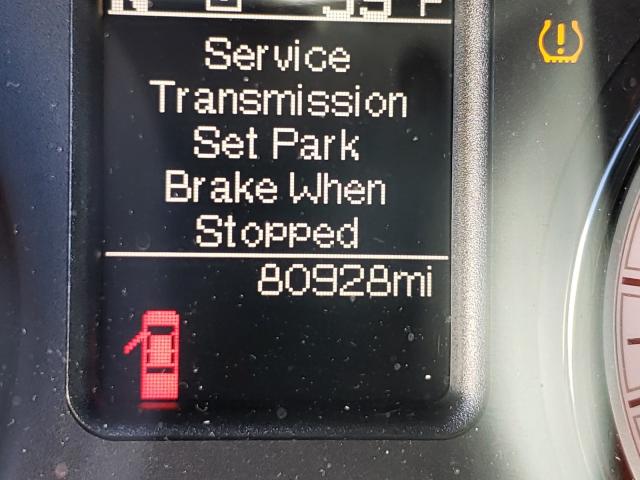 Service
Transmission
Set Park
Brake When
Stopped
80928mi